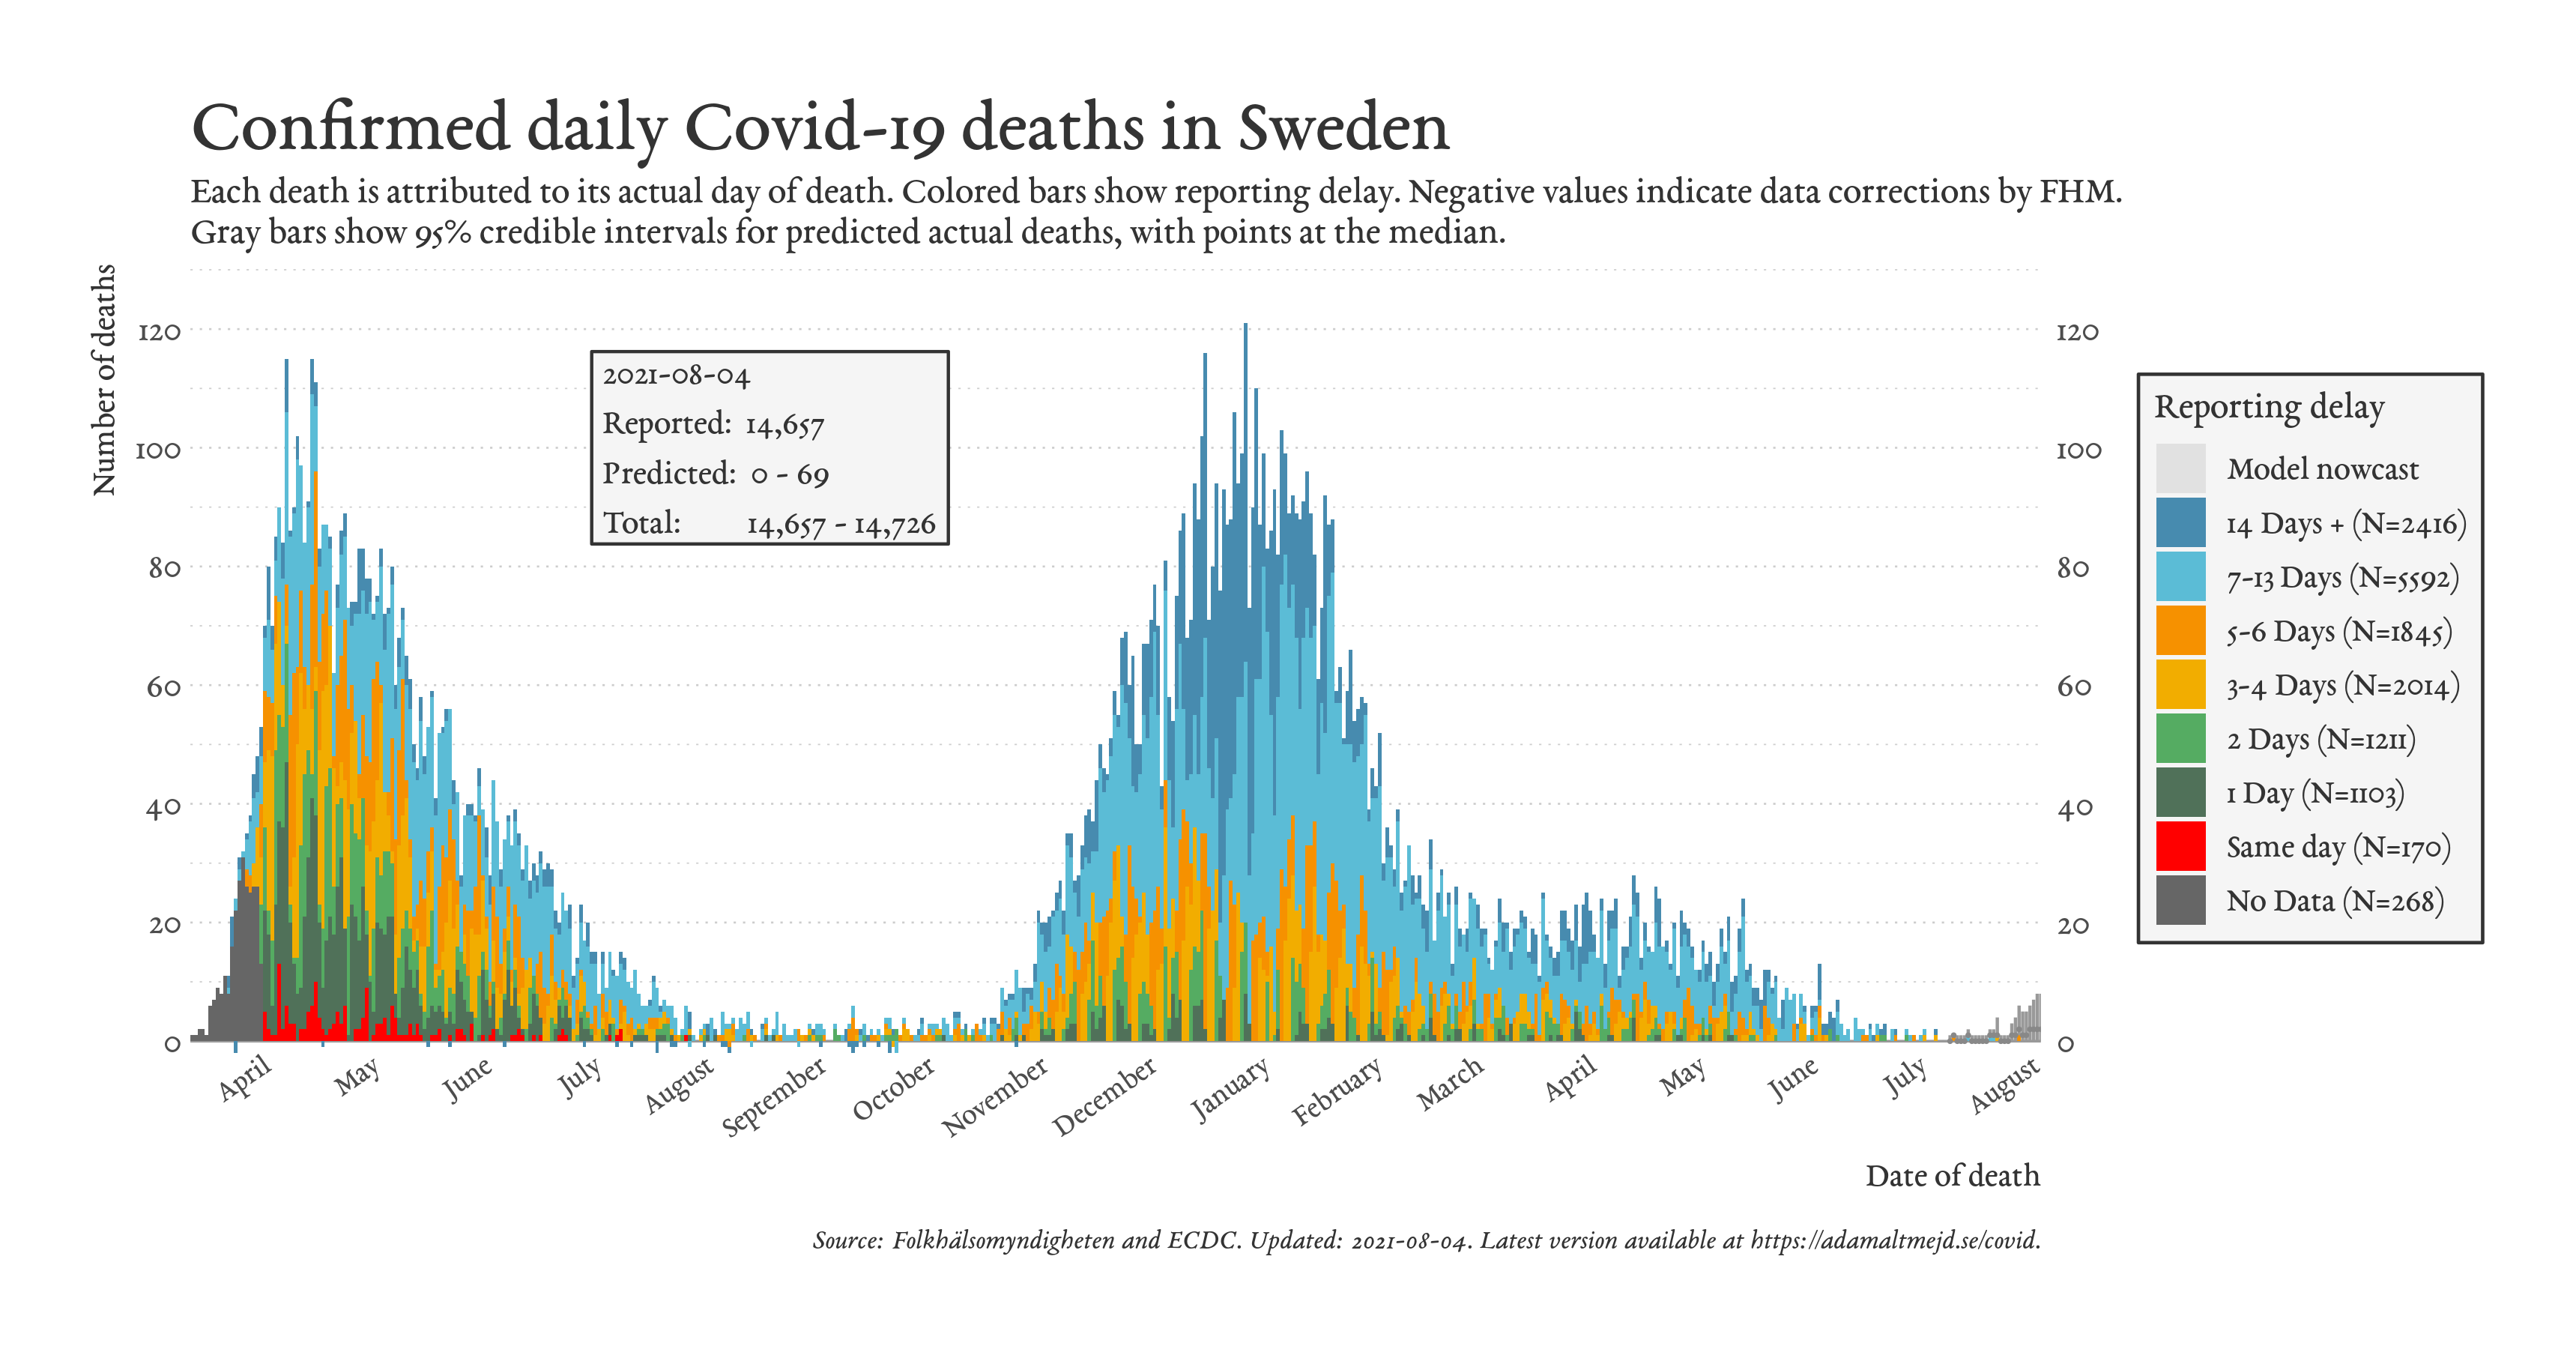 Confirmed daily Covid-19 deaths in Sweden
Each death is attributed to its actual day of death. Colored bars show reporting delay. Negative values indicate data corrections by FHM.
Gray bars show 95% credible intervals for predicted actual deaths, with points at the median.
Number of deaths
120
100
80
60
40
20
0
2021-08-04
Reported: 14,657
Predicted: 0 - 69
Total: 14,657 - 14,726
120
100
80
60
40
20
0
Reporting delay
Model nowcast
14 Days + (N=2416)
7-13 Days (N=5592)
5-6 Days (N=1845)
3-4 Days (N=2014)
2 Days (N=1211)
1 Day (N=1103)
Same day (N=170)
No Data (N=268)
April
May
June
July
August
September
October
November
December
January
February
March
April
May
June
July
August
Date of death
Source: Folkhälsomyndigheten and ECDC. Updated: 2021-08-04. Latest version available at https://adamaltmejd.se/covid.